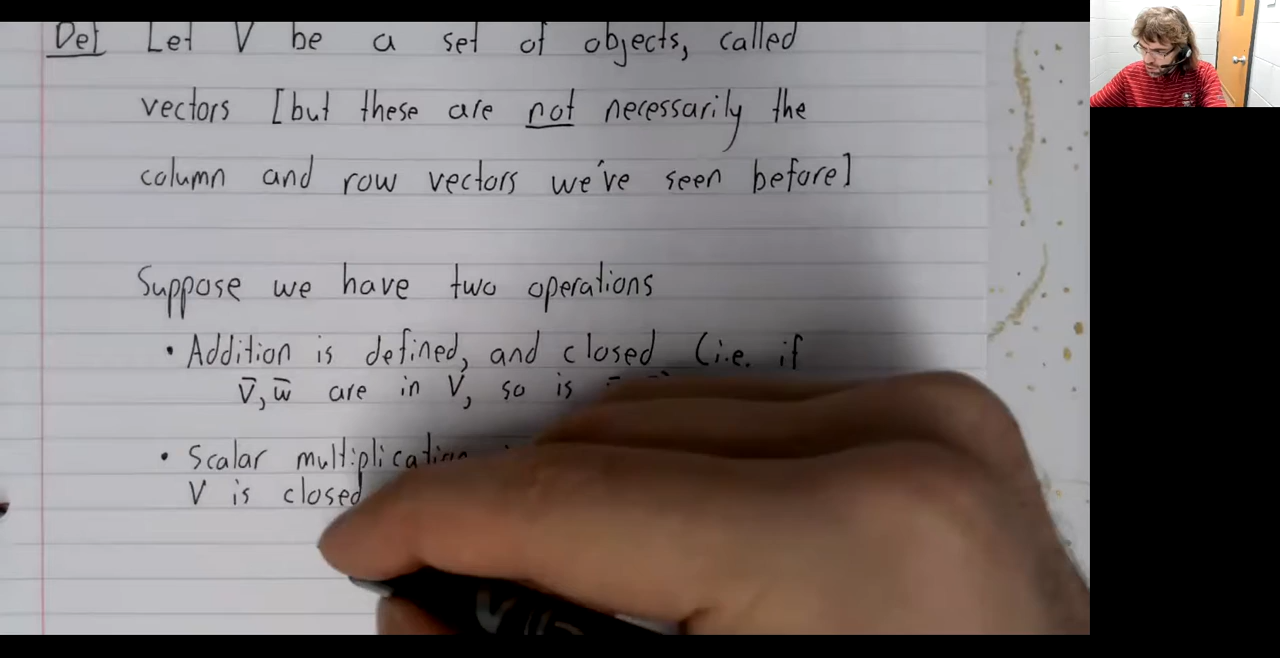 Def Let V be a set of objects, called
vectors [but these are not necessarily the
column and row vectors we've seen before]
Suppose we have two operations
• Addition is defined, and closed (i.e. if
v̄, w̄ are in V, so is
• Scalar multiplication
V is closed